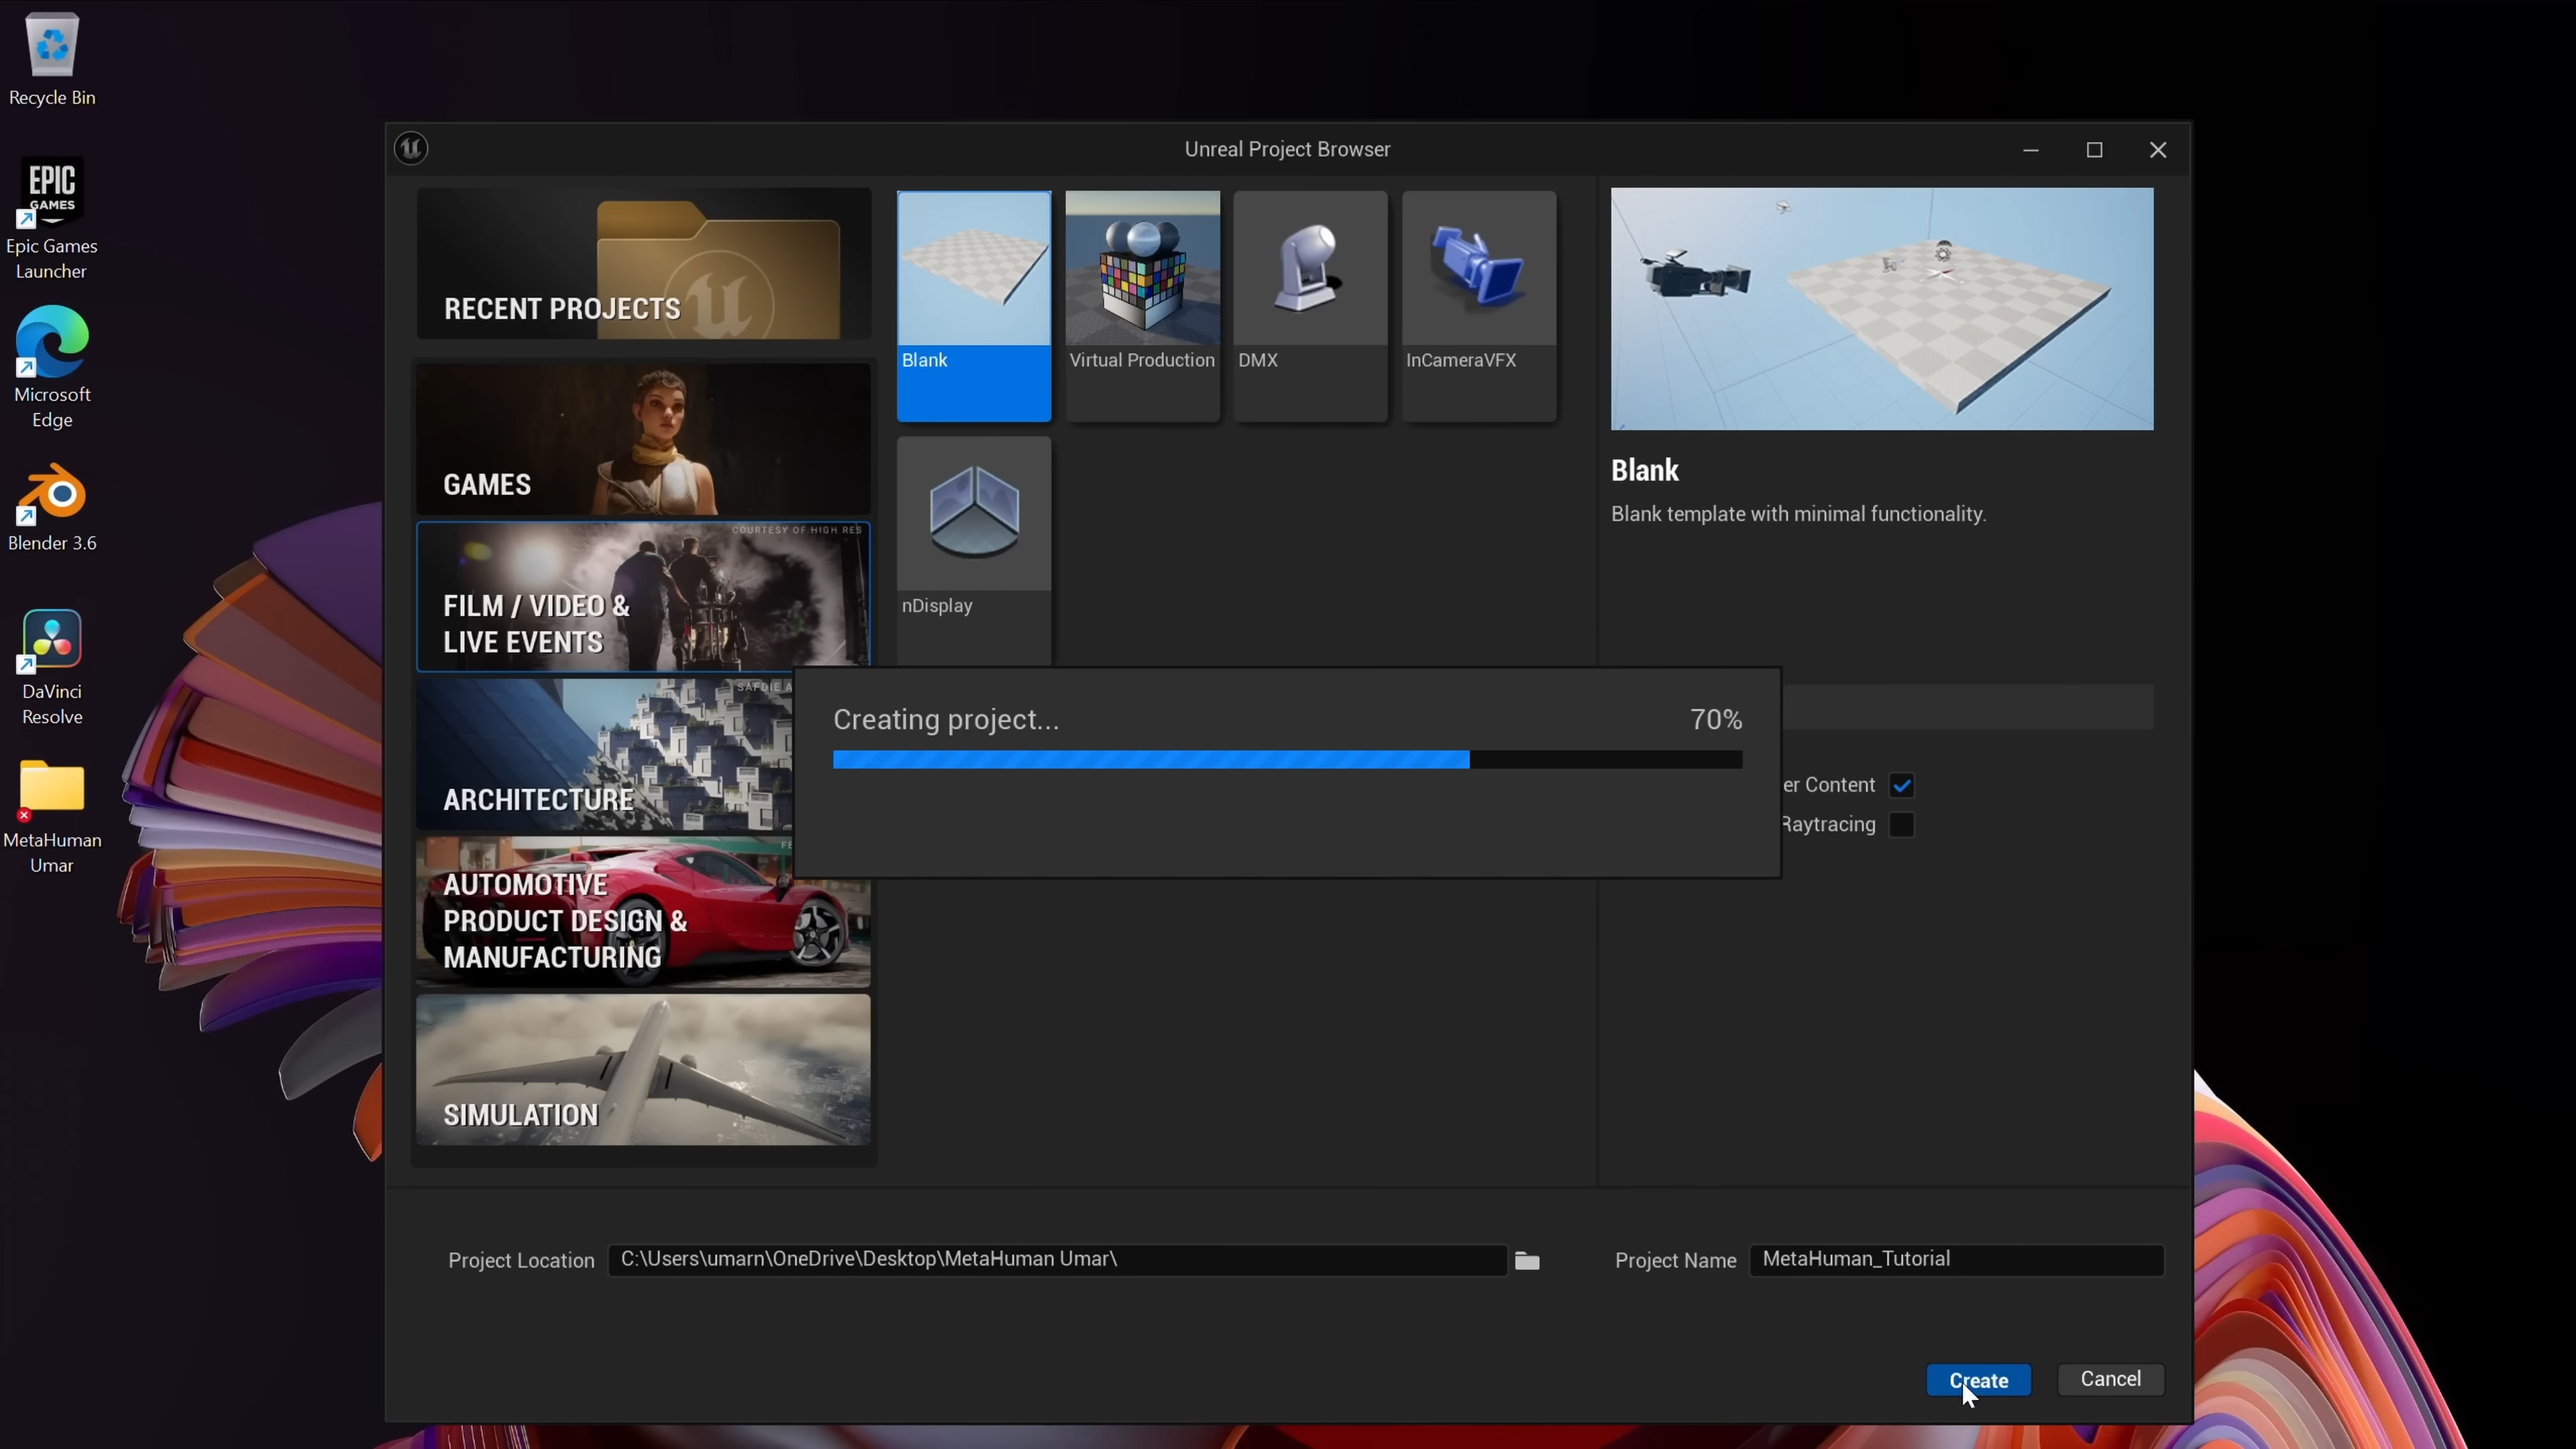 Recycle Bin
EPIC
GAMES
Epic Games
Launcher
Microsoft
Edge
Blender 3.6
DaVinci
Resolve
MetaHuman
Umar
Unreal Project Browser
RECENT PROJECTS
GAMES
COURTESY OF HIGH RES
FILM / VIDEO &
LIVE EVENTS
SAFDIE A
ARCHITECTURE
FE
AUTOMOTIVE
PRODUCT DESIGN &
MANUFACTURING
SIMULATION
Blank
Virtual Production
DMX
InCameraVFX
nDisplay
Blank
Blank template with minimal functionality.
Creating project...
70%
er Content
Raytracing
Project Location
C:\Users\umarn\OneDrive\Desktop\MetaHuman Umar\
Project Name
MetaHuman_Tutorial
Create
Cancel